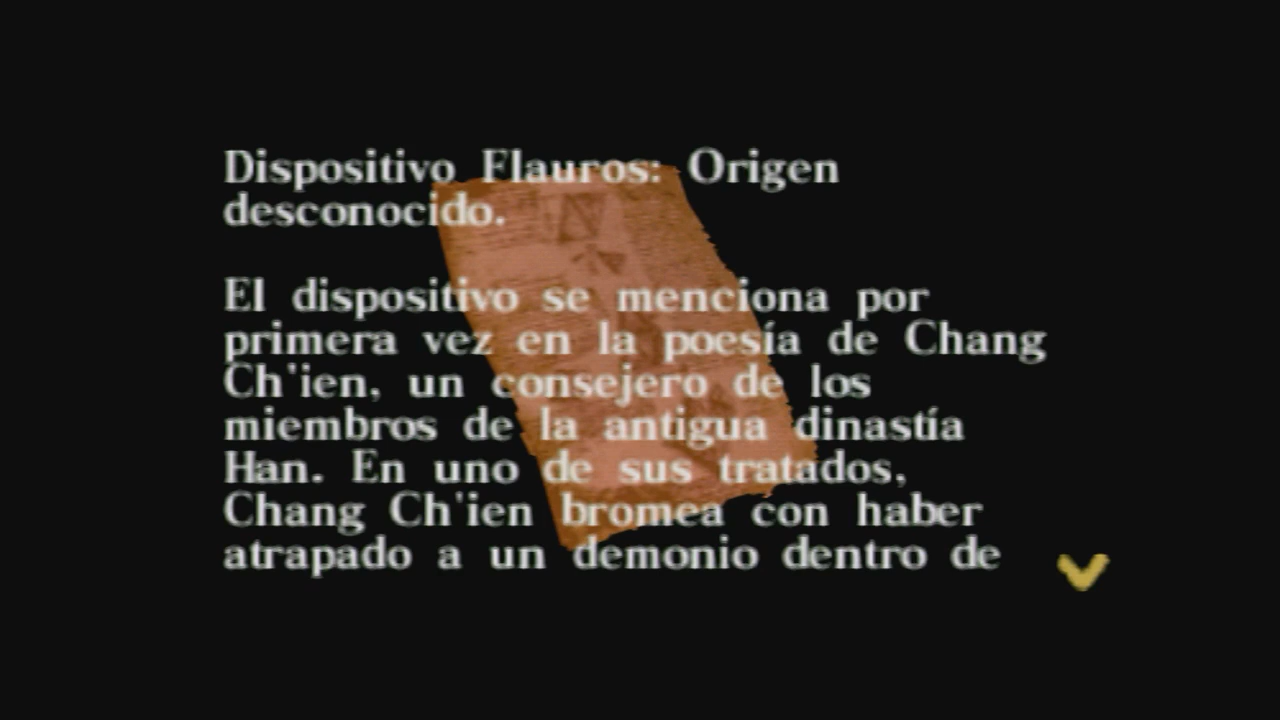 Dispositivo Flauros: Origen
desconocido.
El dispositivo se menciona por
primera vez en la poesía de Chang
Ch'ien, un consejero de los
miembros de la antigua dinastía
Han. En uno de sus tratados,
Chang Ch'ien bromea con haber
atrapado a un demonio dentro de